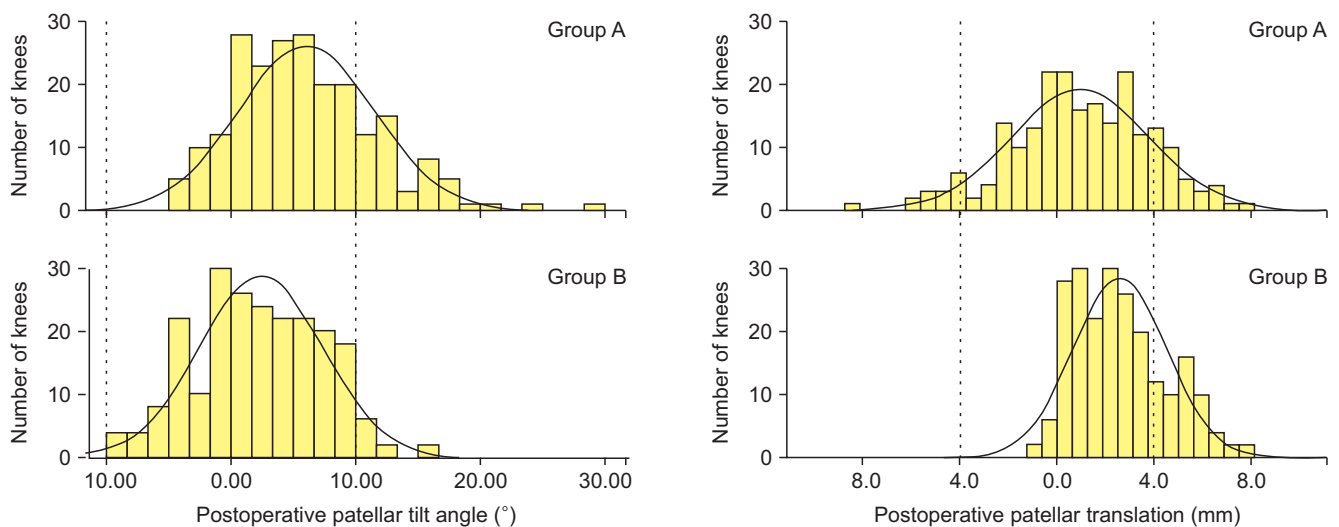 30
20
10
0
Number of knees
Group A
30
20
10
0
Number of knees
Group B
10.00 0.00 10.00 20.00 30.00
Postoperative patellar tilt angle (°)
30
20
10
0
Number of knees
Group A
30
20
10
0
Number of knees
Group B
8.0 4.0 0.0 4.0 8.0
Postoperative patellar translation (mm)